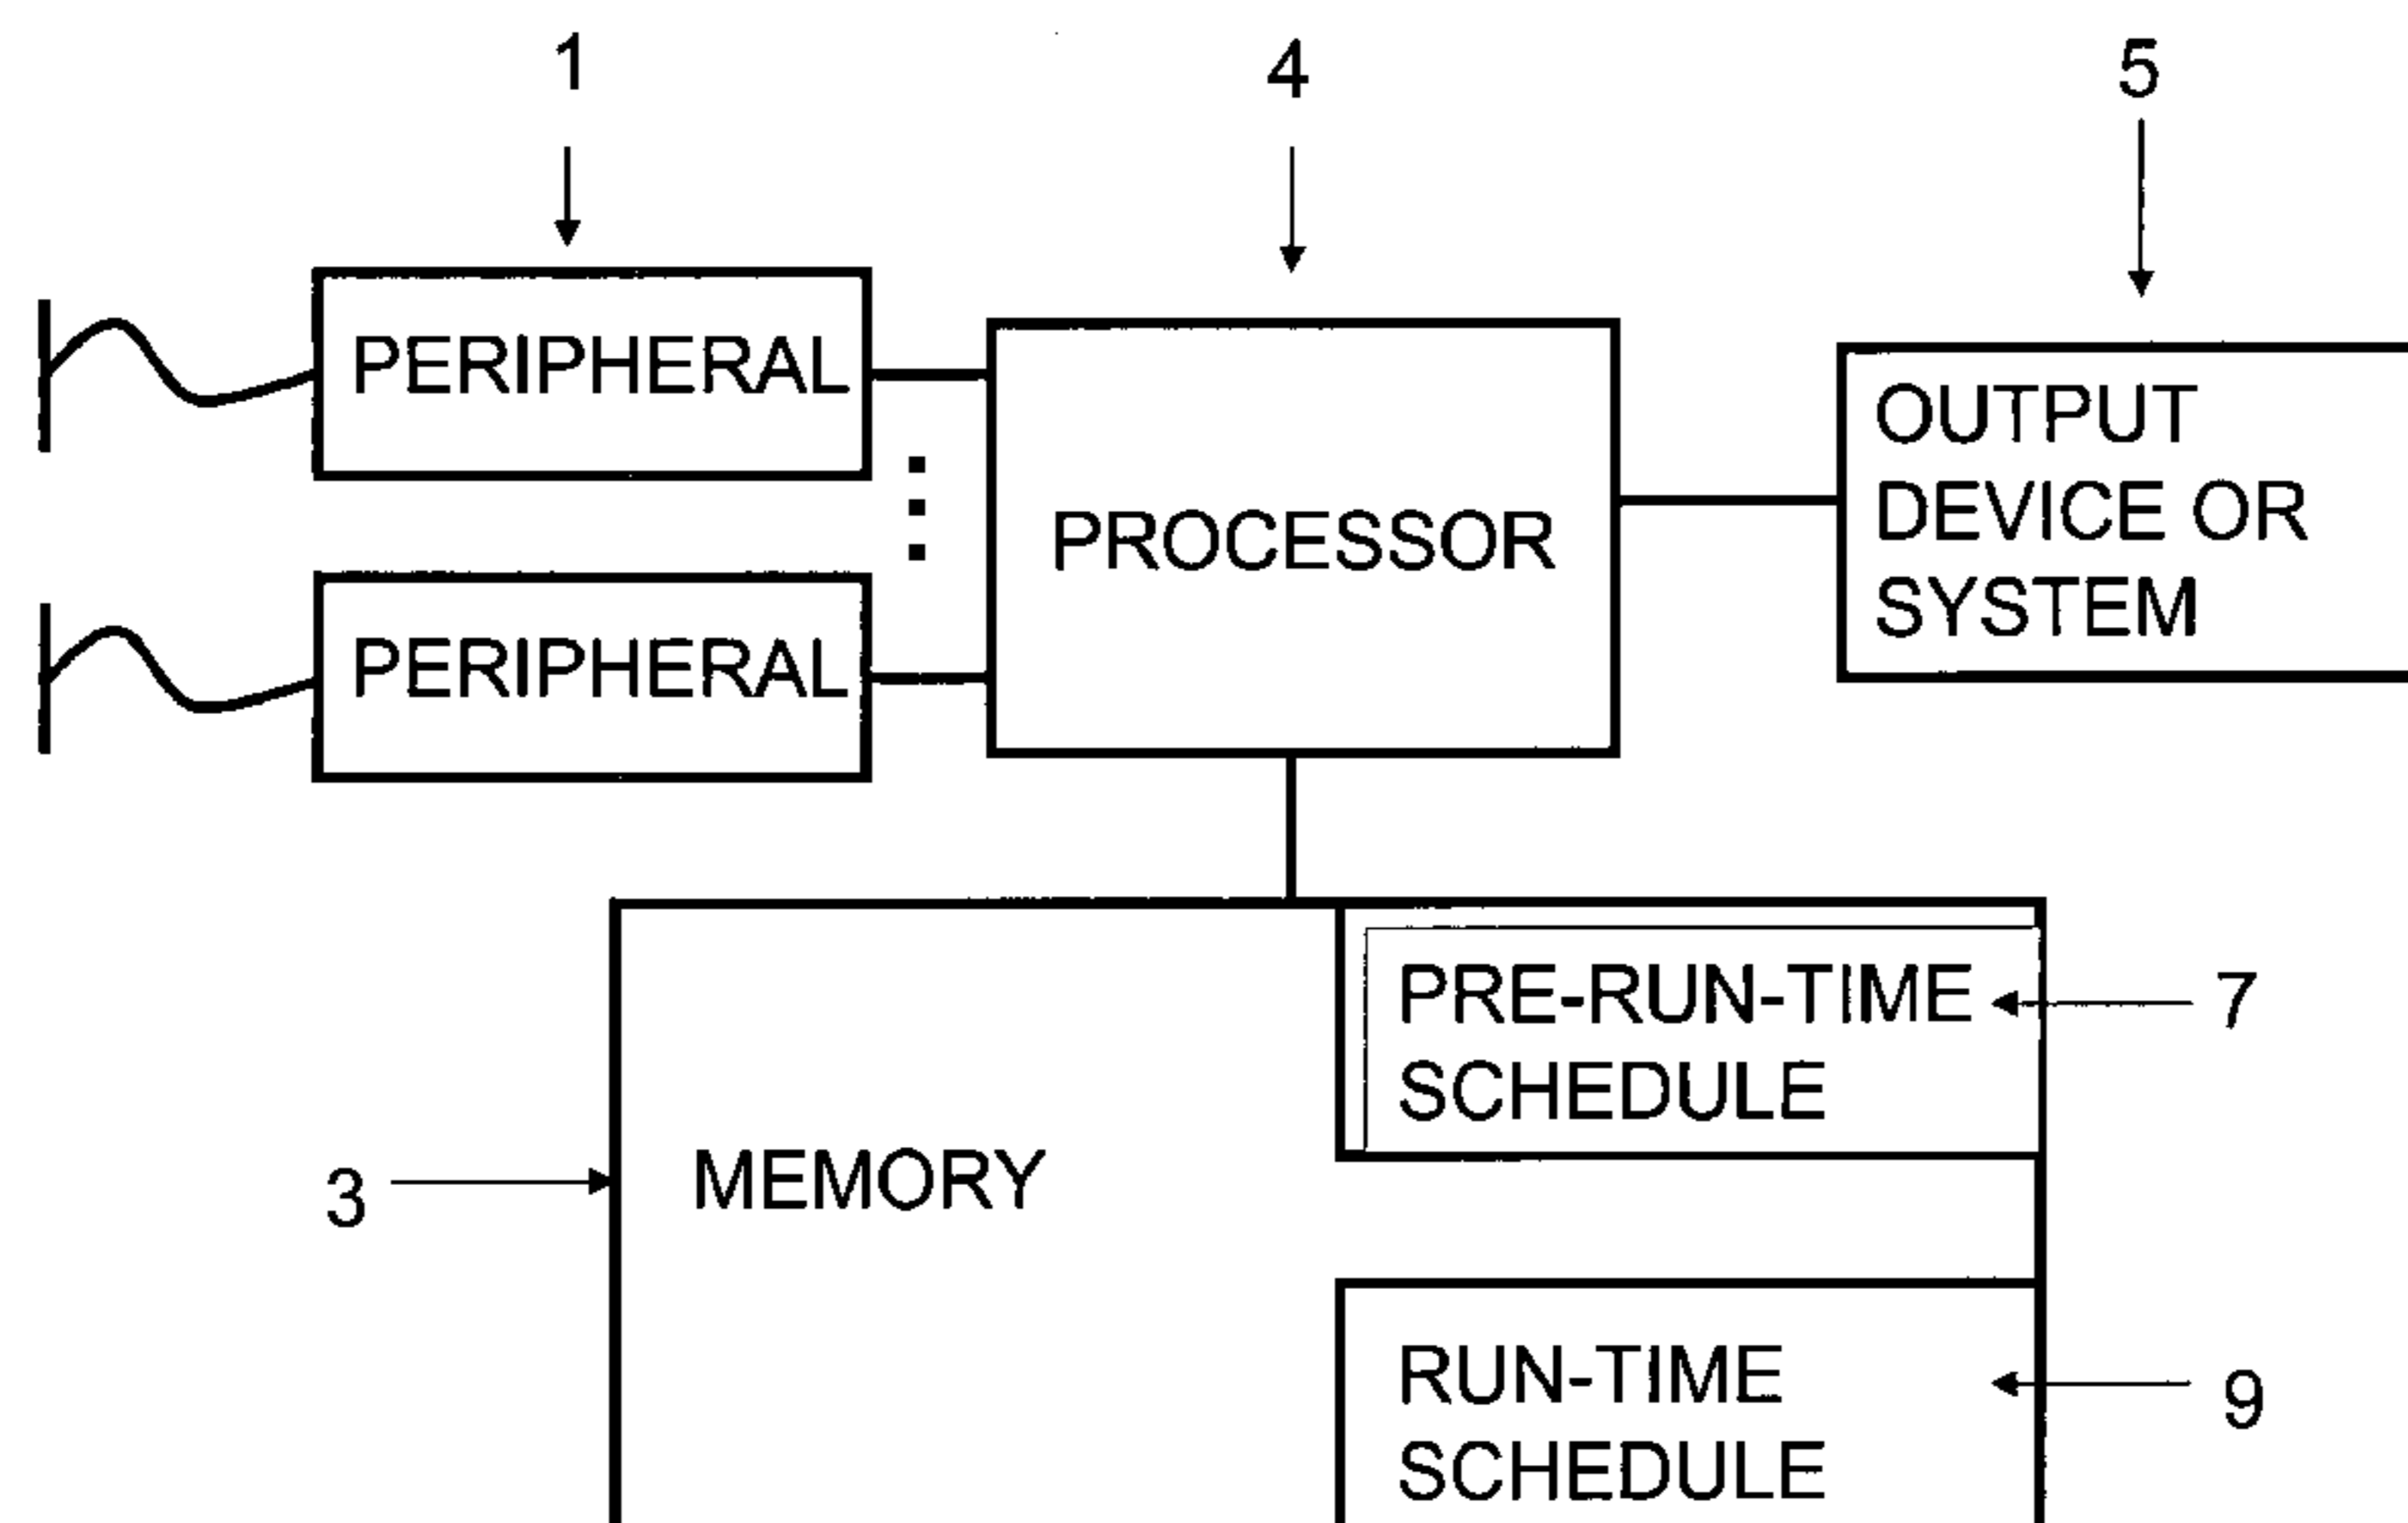 1
4
5
PERIPHERAL
PROCESSOR
OUTPUT
DEVICE OR
SYSTEM
PERIPHERAL
PRE-RUN-TIME
SCHEDULE
7
3
MEMORY
RUN-TIME
SCHEDULE
9